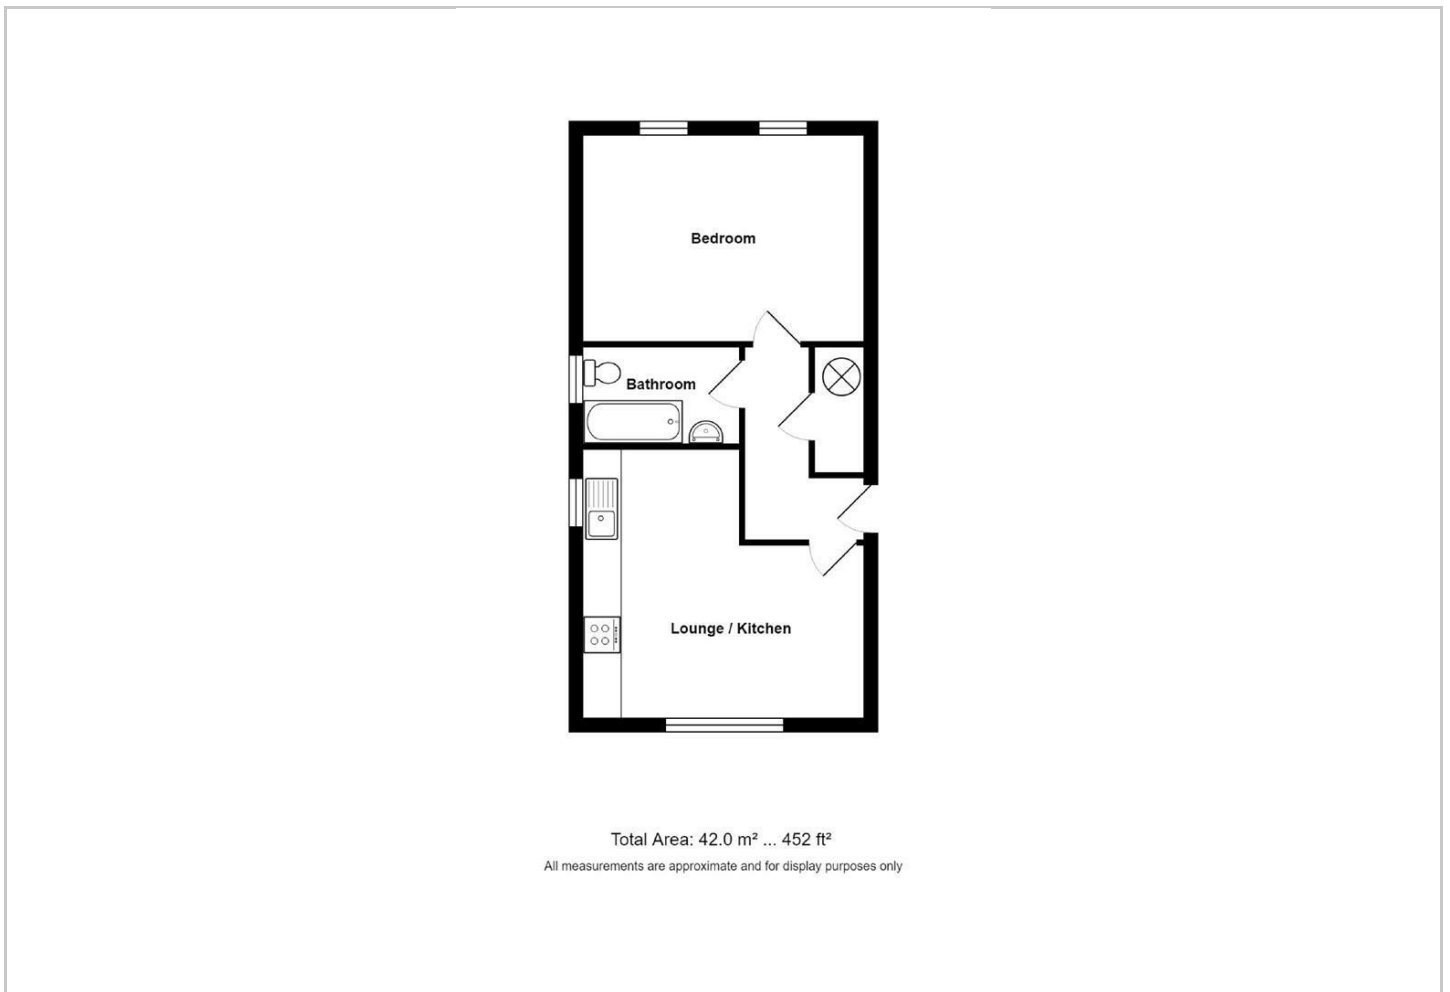 Bedroom
Bathroom
Lounge / Kitchen
Total Area: 42.0 m² ... 452 ft²
All measurements are approximate and for display purposes only